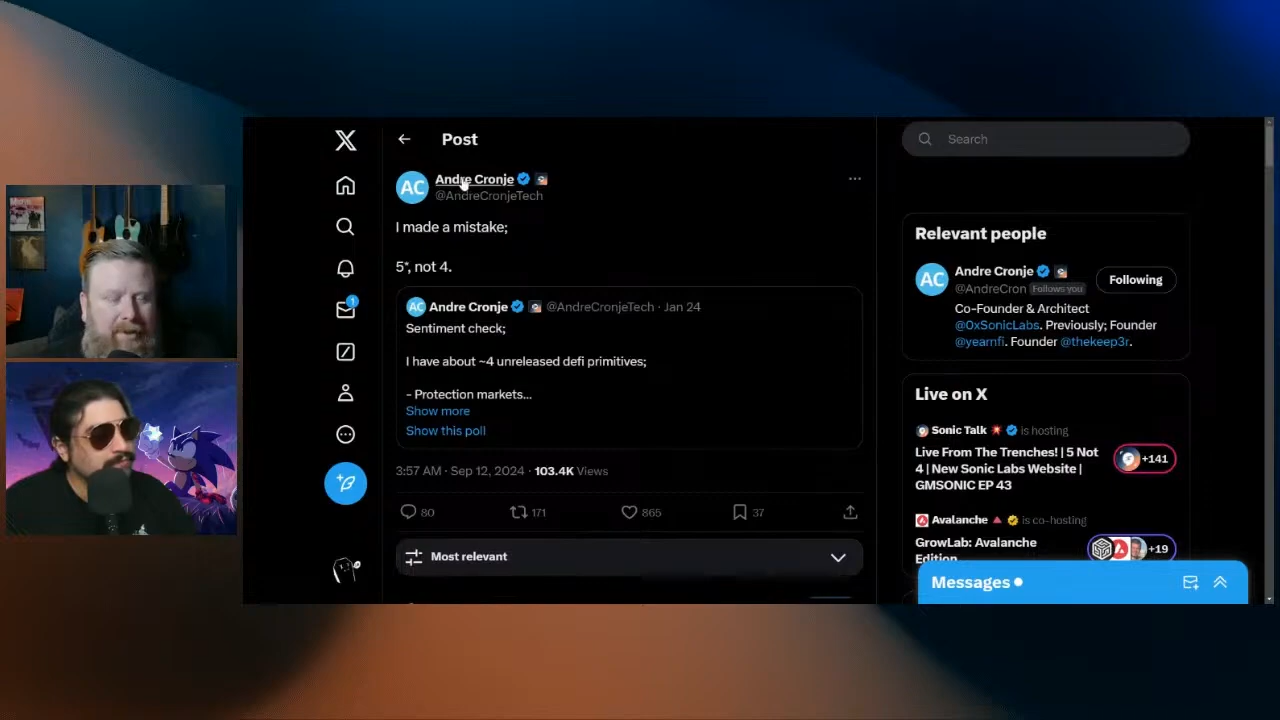 Post
Search
Andre Cronje
@AndreCronjeTech
I made a mistake;
5*, not 4.
AC
Andre Cronje @AndreCronjeTech · Jan 24
Sentiment check;
I have about ~4 unreleased defi primitives;
- Protection markets...
Show more
Show this poll
3:57 AM · Sep 12, 2024 · 103.4K Views
80 171 865 37
Most relevant
1
Relevant people
AC
Andre Cronje
@AndreCron Follows you
Following
Co-Founder & Architect
@0xSonicLabs. Previously; Founder
@yearnfi. Founder @thekeep3r.
Live on X
Sonic Talk is hosting
Live From The Trenches! | 5 Not
4 | New Sonic Labs Website |
GMSONIC EP 43
+141
Avalanche is co-hosting
GrowLab: Avalanche
Edition
+19
Messages